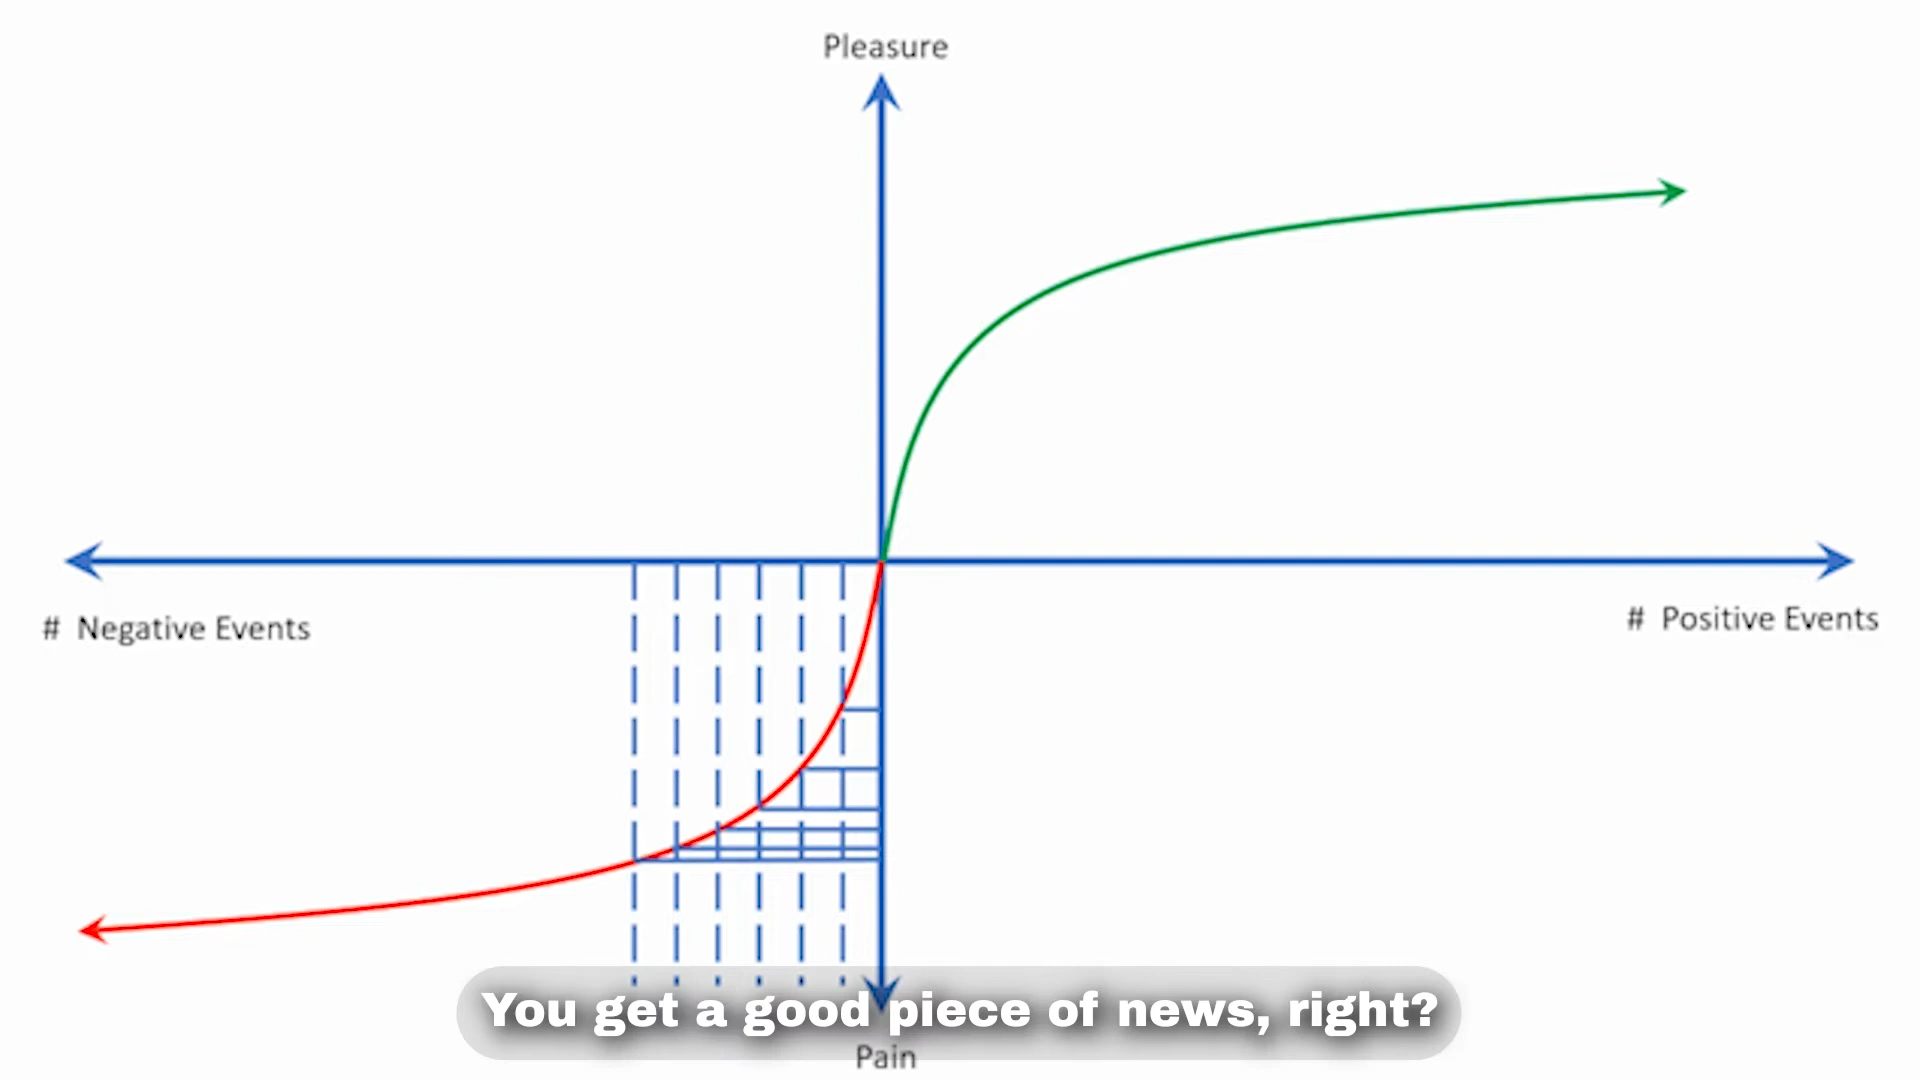 Pleasure
# Negative Events
# Positive Events
You get a good piece of news, right?
Pain